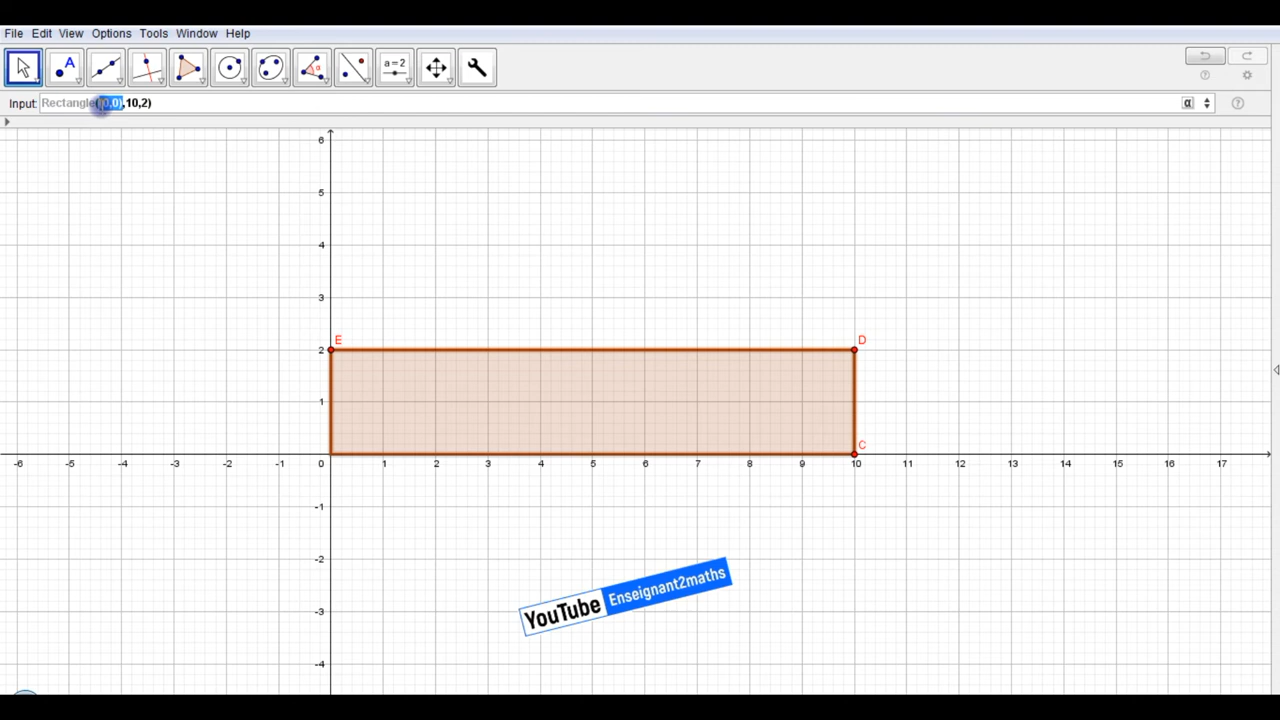 File Edit View Options Tools Window Help
A a=2
Input: Rectangle((0,0),10,2) α
6
5
4
3
E D
2
1
C
-6 -5 -4 -3 -2 -1 0 1 2 3 4 5 6 7 8 9 10 11 12 13 14 15 16 17
-1
-2
YouTube Enseignant2maths
-3
-4